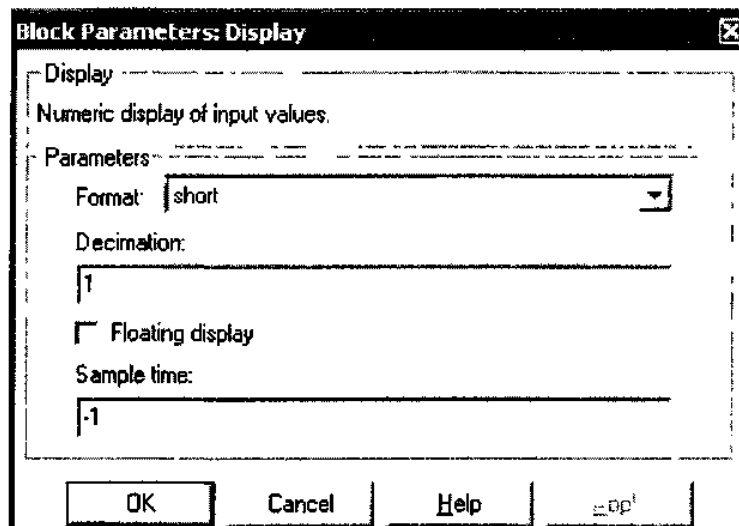 Block Parameters: Display
Display
Numeric display of input values.
Parameters
Format: short
Decimation:
1
Floating display
Sample time:
-1
OK Cancel Help